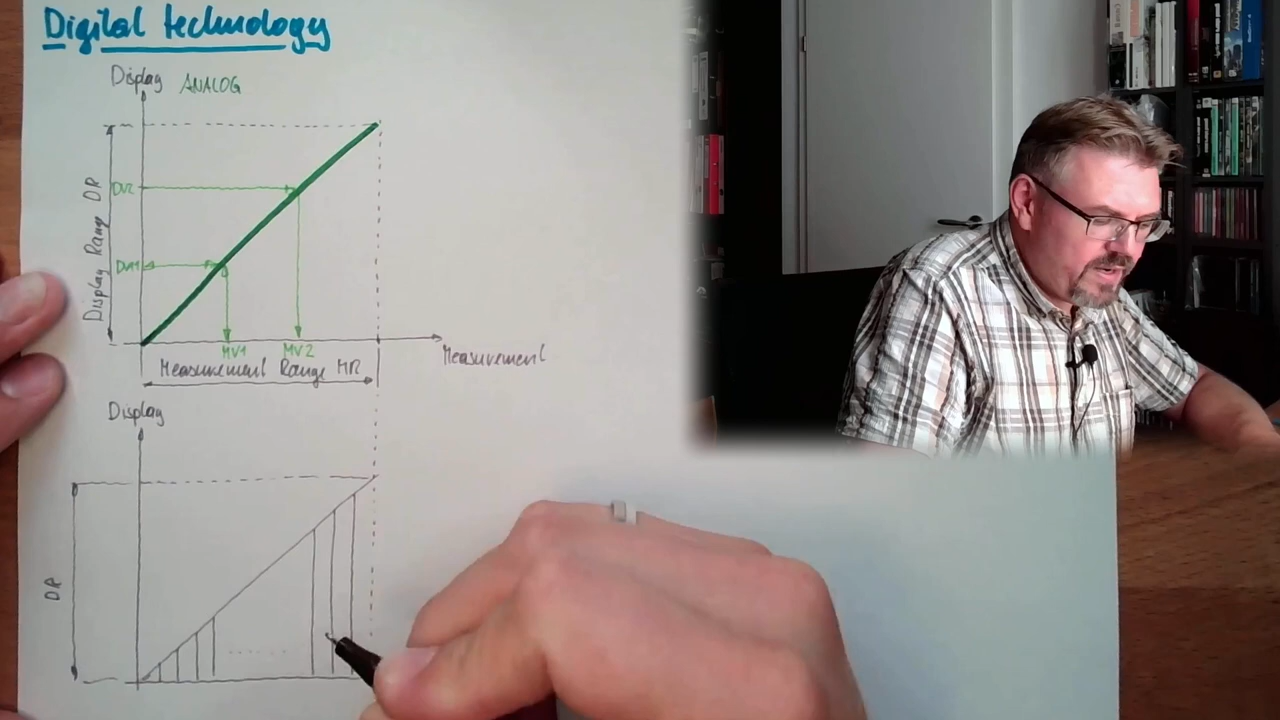 Digital technology
Display ANALOG
Display Range DR
DV2
DV1
MV1 MV2
Measurement
Measurement Range MR
Display
DR